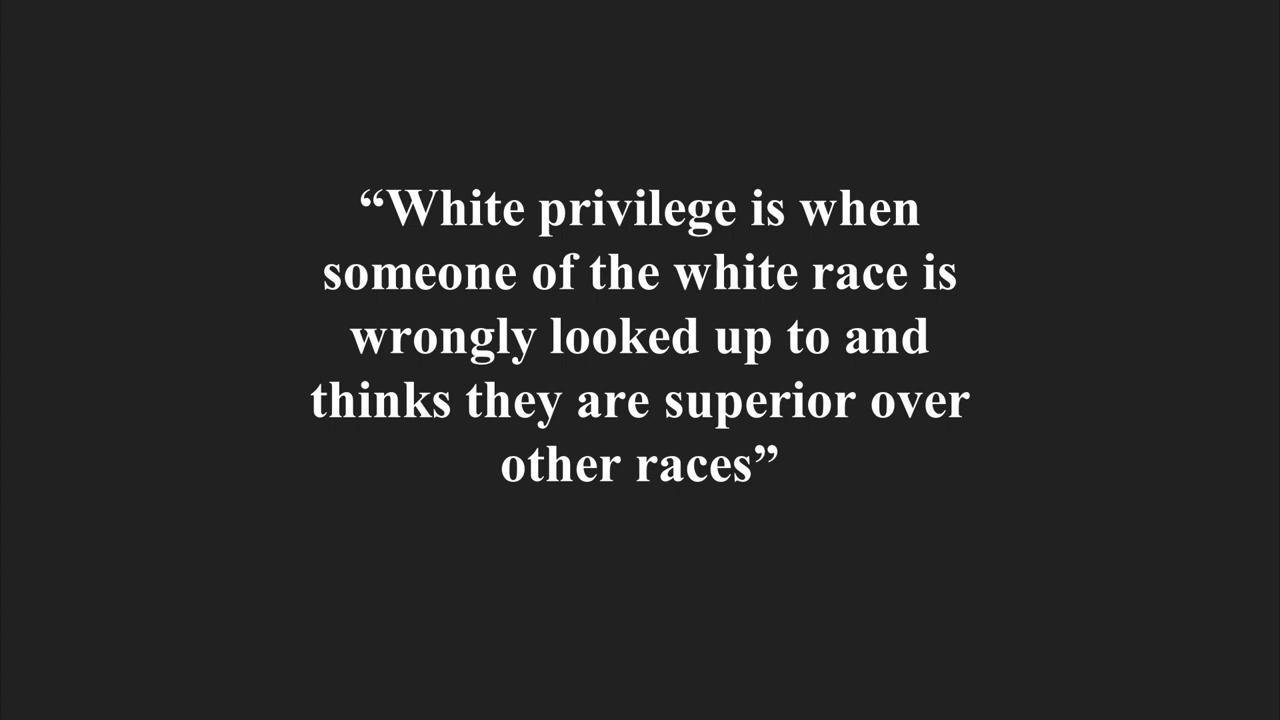 “White privilege is when
someone of the white race is
wrongly looked up to and
thinks they are superior over
other races”